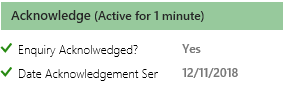 Acknowledge (Active for 1 minute)
Enquiry Acknolwedged? Yes
Date Acknowledgement Ser 12/11/2018